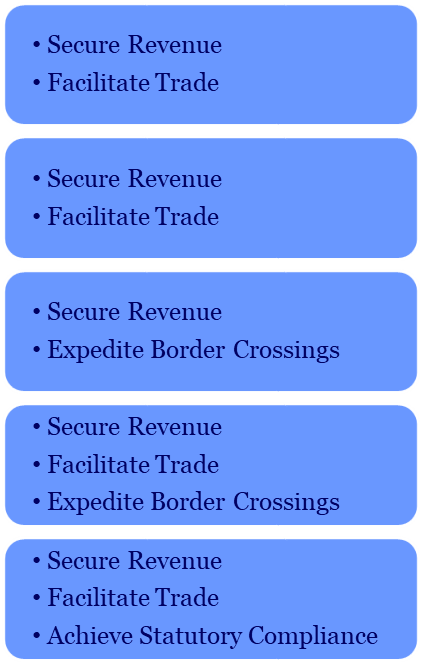 • Secure Revenue
• Facilitate Trade
• Secure Revenue
• Facilitate Trade
• Secure Revenue
• Expedite Border Crossings
• Secure Revenue
• Facilitate Trade
• Expedite Border Crossings
• Secure Revenue
• Facilitate Trade
• Achieve Statutory Compliance